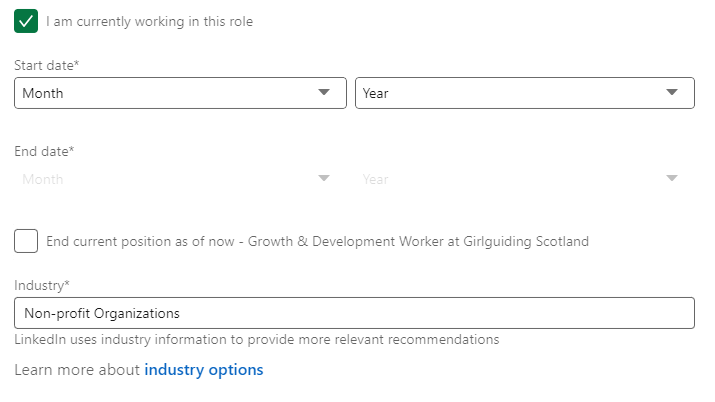 I am currently working in this role
Start date*
Month Year
End date*
Month Year
End current position as of now - Growth & Development Worker at Girlguiding Scotland
Industry*
Non-profit Organizations
LinkedIn uses industry information to provide more relevant recommendations
Learn more about industry options